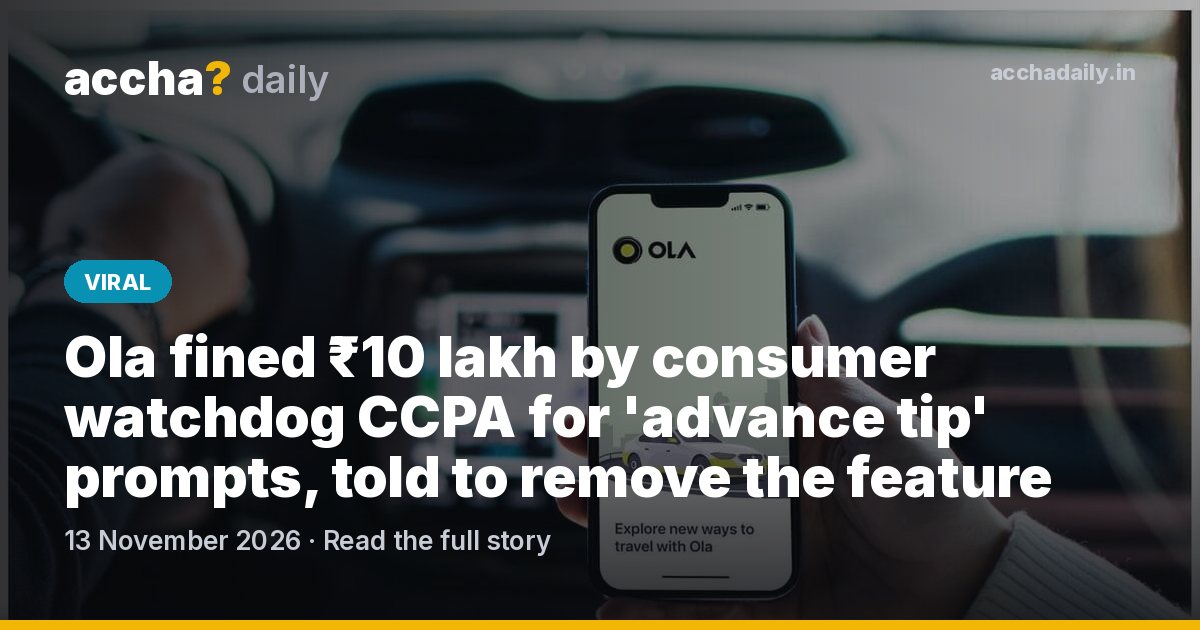 accha? daily
acchadaily.in
OLA
VIRAL
Ola fined ₹10 lakh by consumer
watchdog CCPA for 'advance tip'
prompts, told to remove the feature
13 November 2026 · Read the full story
Explore new ways to
travel with Ola